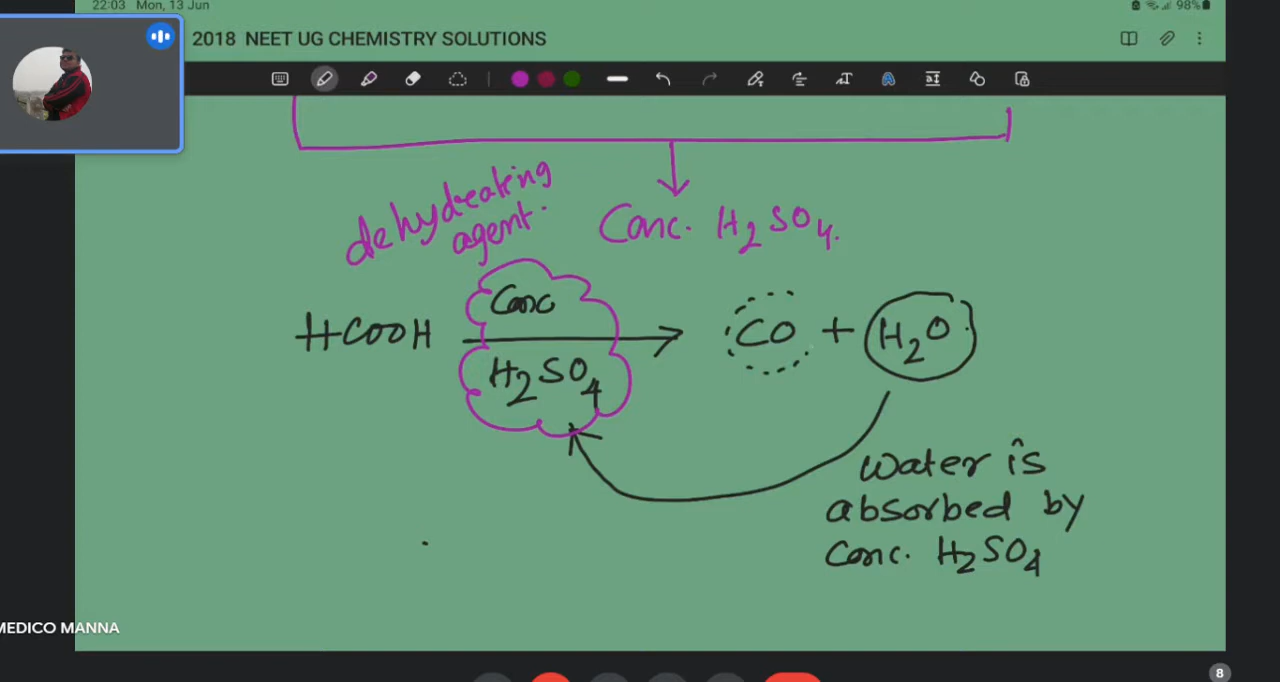 22:03 Mon, 13 Jun
98%
2018 NEET UG CHEMISTRY SOLUTIONS
dehydreating
agent.
Conc. H2SO4.
HCOOH Conc H2SO4 → CO + H2O
Water is
absorbed by
Conc. H2SO4
MEDICO MANNA
8